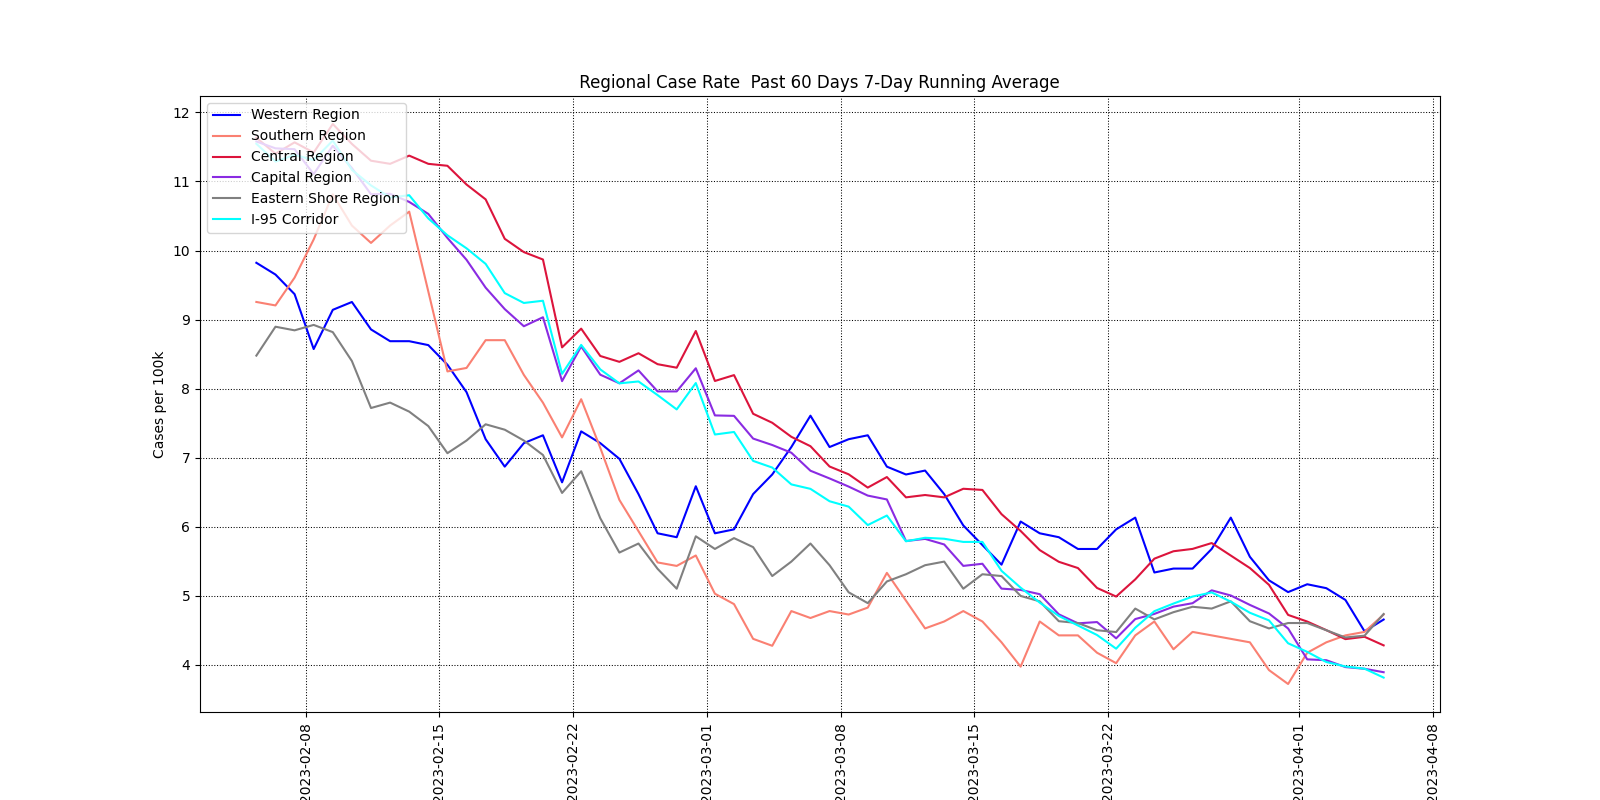 Regional Case Rate  Past 60 Days 7-Day Running Average
Cases per 100k
12
11
10
9
8
7
6
5
4
Western Region
Southern Region
Central Region
Capital Region
Eastern Shore Region
I-95 Corridor
2023-02-08
2023-02-15
2023-02-22
2023-03-01
2023-03-08
2023-03-15
2023-03-22
2023-04-01
2023-04-08